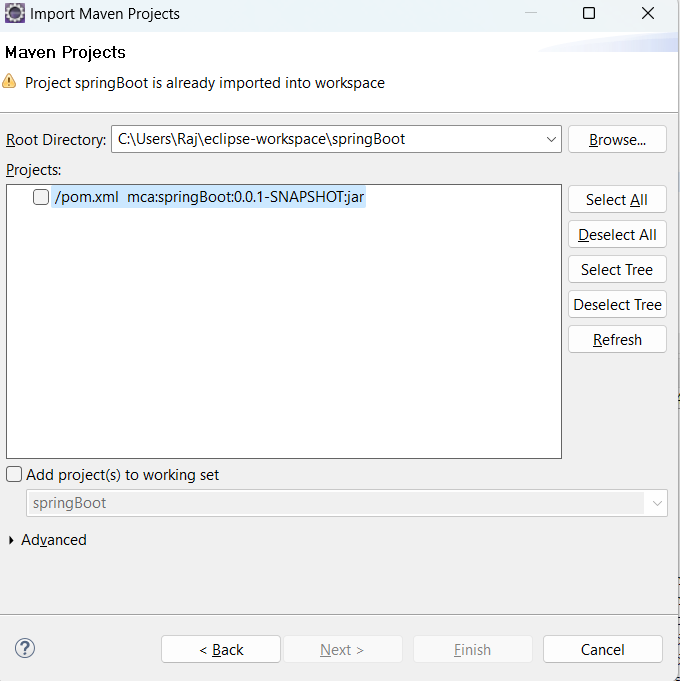 Import Maven Projects
Maven Projects
Project springBoot is already imported into workspace
Root Directory: C:\Users\Raj\eclipse-workspace\springBoot Browse...
Projects:
/pom.xml mca:springBoot:0.0.1-SNAPSHOT:jar
Select All
Deselect All
Select Tree
Deselect Tree
Refresh
Add project(s) to working set
springBoot
Advanced
? < Back Next > Finish Cancel